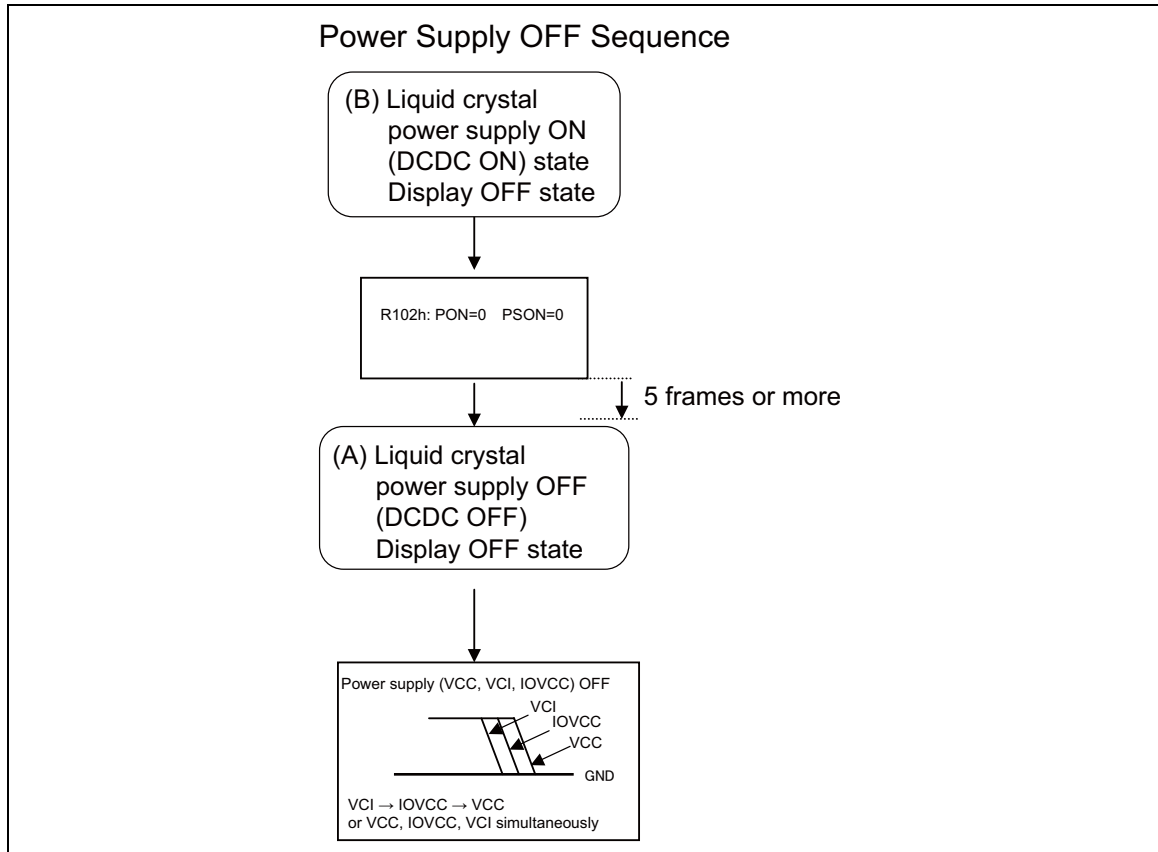 Power Supply OFF Sequence
(B) Liquid crystal
power supply ON
(DCDC ON) state
Display OFF state
R102h: PON=0 PSON=0
5 frames or more
(A) Liquid crystal
power supply OFF
(DCDC OFF)
Display OFF state
Power supply (VCC, VCI, IOVCC) OFF
VCI
IOVCC
VCC
GND
VCI → IOVCC → VCC
or VCC, IOVCC, VCI simultaneously